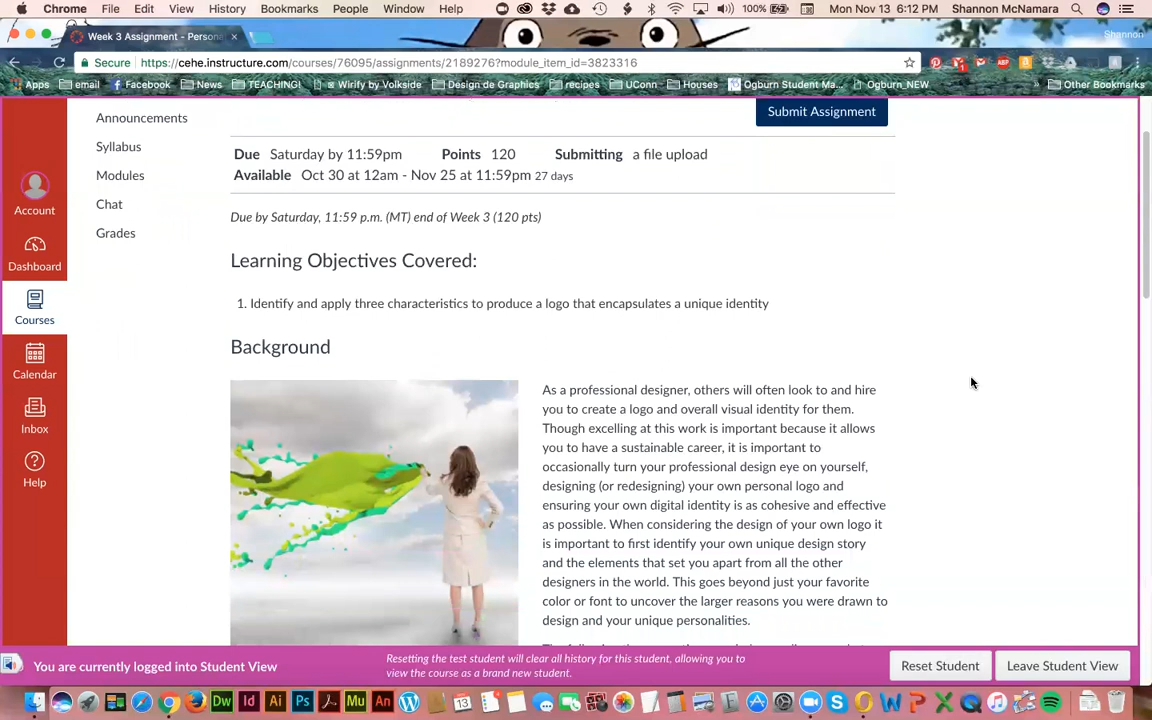 Chrome File Edit View History Bookmarks People Window Help 100% Mon Nov 13 6:12 PM Shannon McNamara
Week 3 Assignment - Persona Shannon
Secure https://cehe.instructure.com/courses/76095/assignments/2189276?module_item_id=3823316
Apps email Facebook News TEACHING! Wirify by Volkside Design de Graphics recipes UConn Houses Ogburn Student Ma... Ogburn_NEW » Other Bookmarks
Announcements
Submit Assignment
Syllabus
Due Saturday by 11:59pm Points 120 Submitting a file upload
Modules
Available Oct 30 at 12am - Nov 25 at 11:59pm 27 days
Account
Chat
Due by Saturday, 11:59 p.m. (MT) end of Week 3 (120 pts)
Grades
Dashboard
Learning Objectives Covered:
1. Identify and apply three characteristics to produce a logo that encapsulates a unique identity
Courses
Background
Calendar
As a professional designer, others will often look to and hire
you to create a logo and overall visual identity for them.
Inbox
Though excelling at this work is important because it allows
you to have a sustainable career, it is important to
occasionally turn your professional design eye on yourself,
Help
designing (or redesigning) your own personal logo and
ensuring your own digital identity is as cohesive and effective
as possible. When considering the design of your own logo it
is important to first identify your own unique design story
and the elements that set you apart from all the other
designers in the world. This goes beyond just your favorite
color or font to uncover the larger reasons you were drawn to
design and your unique personalities.
You are currently logged into Student View
Resetting the test student will clear all history for this student, allowing you to
view the course as a brand new student.
Reset Student Leave Student View
Dw Id Ai Ps Mu An 13